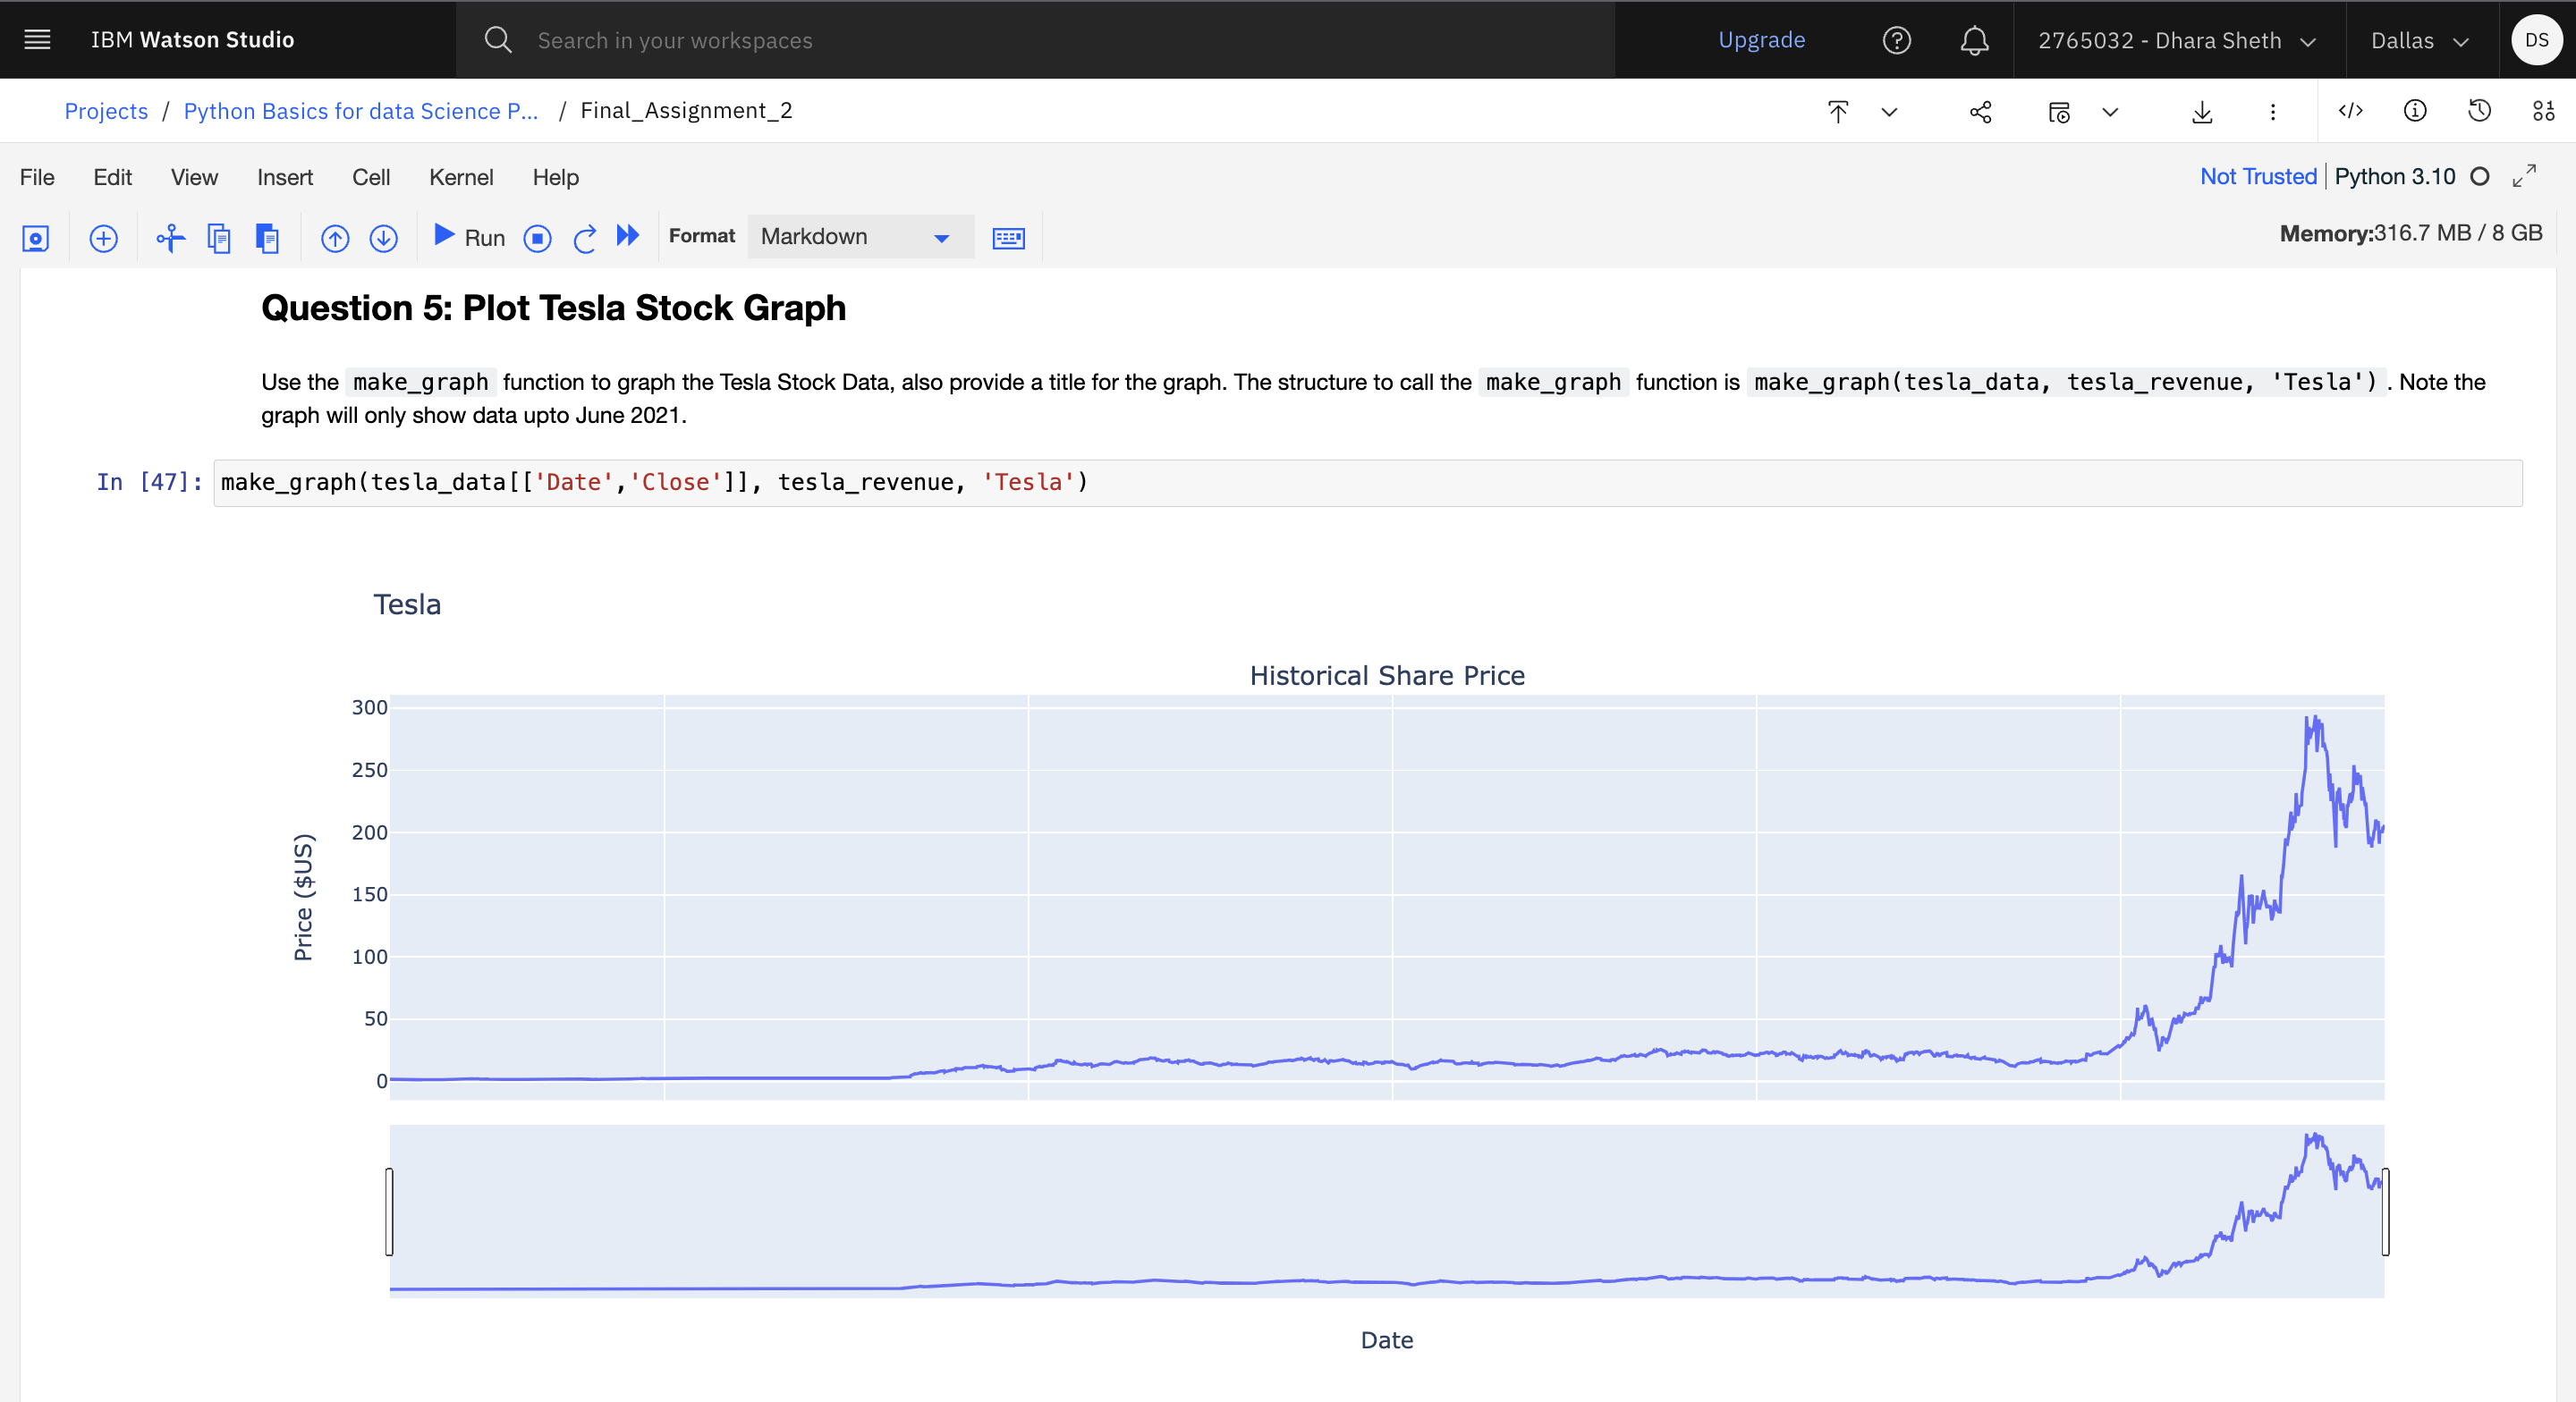 IBM Watson Studio
Search in your workspaces
Upgrade
2765032 - Dhara Sheth
Dallas
DS
Projects / Python Basics for data Science P... / Final_Assignment_2
File Edit View Insert Cell Kernel Help
Not Trusted | Python 3.10
Run
Format
Markdown
Memory:316.7 MB / 8 GB
Question 5: Plot Tesla Stock Graph
Use the make_graph function to graph the Tesla Stock Data, also provide a title for the graph. The structure to call the make_graph function is make_graph(tesla_data, tesla_revenue, 'Tesla') . Note the
graph will only show data upto June 2021.
In [47]: make_graph(tesla_data[['Date','Close']], tesla_revenue, 'Tesla')
Tesla
Historical Share Price
300
250
200
150
100
50
0
Price ($US)
Date